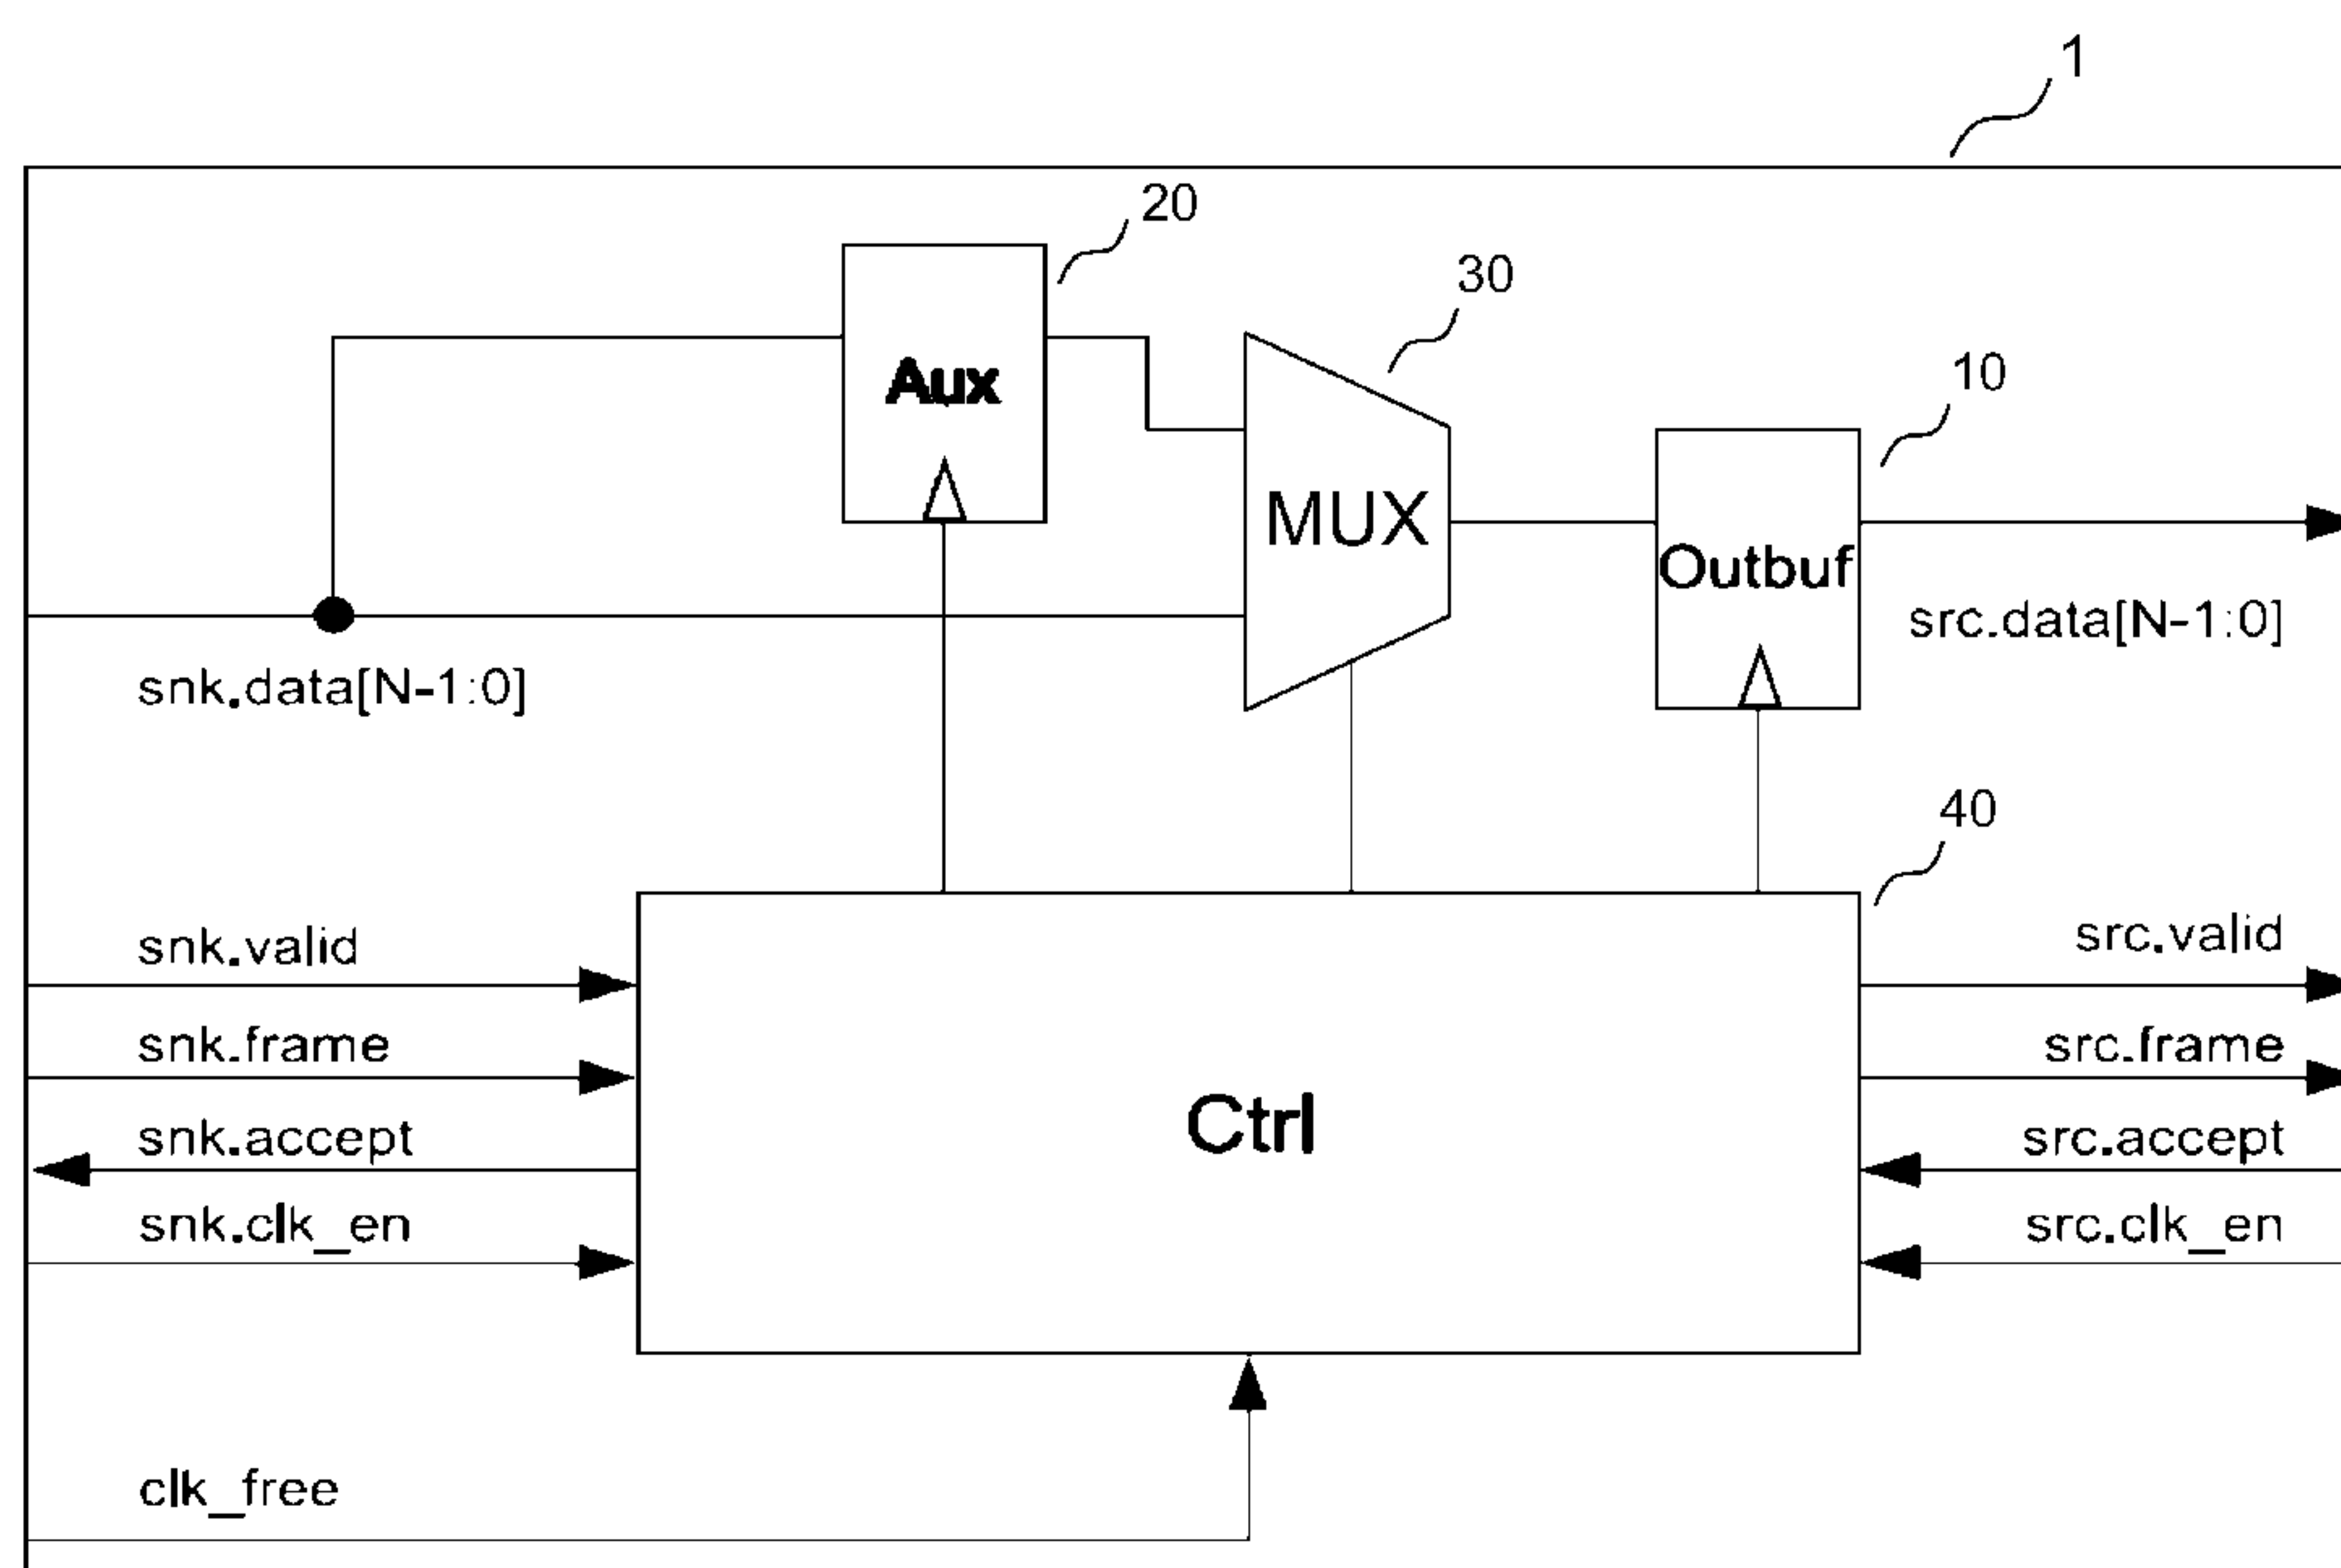 1
20
30
Aux
10
MUX
Outbuf
src.data[N-1:0]
snk.data[N-1:0]
40
snk.valid
src.valid
snk.frame
src.frame
snk.accept
src.accept
Ctrl
snk.clk_en
src.clk_en
clk_free